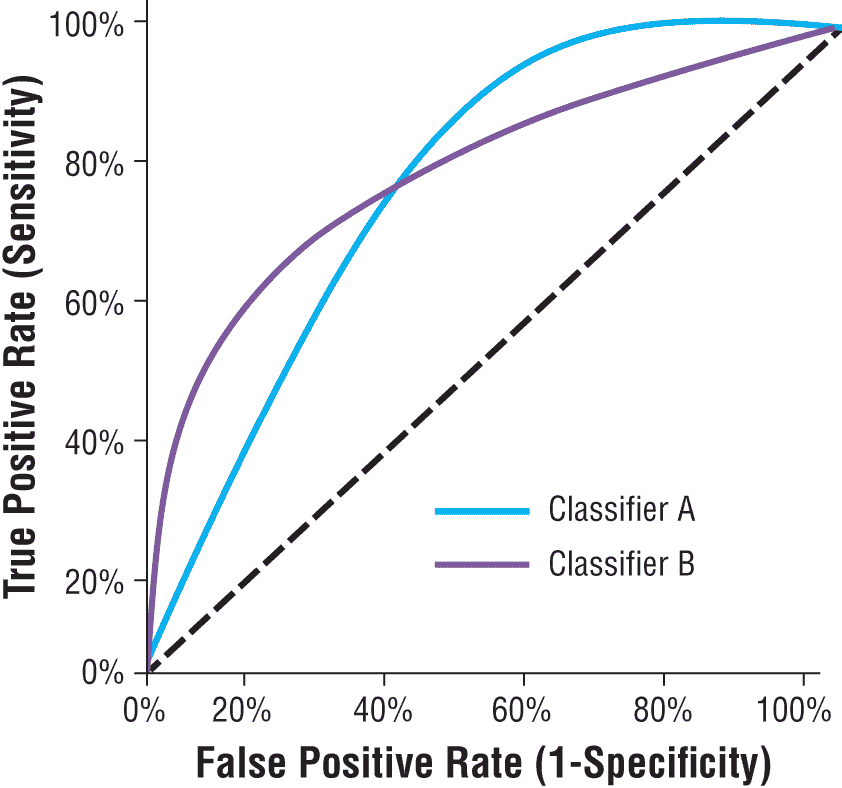 100%
80%
60%
40%
20%
0%
True Positive Rate (Sensitivity)
Classifier A
Classifier B
0% 20% 40% 60% 80% 100%
False Positive Rate (1-Specificity)